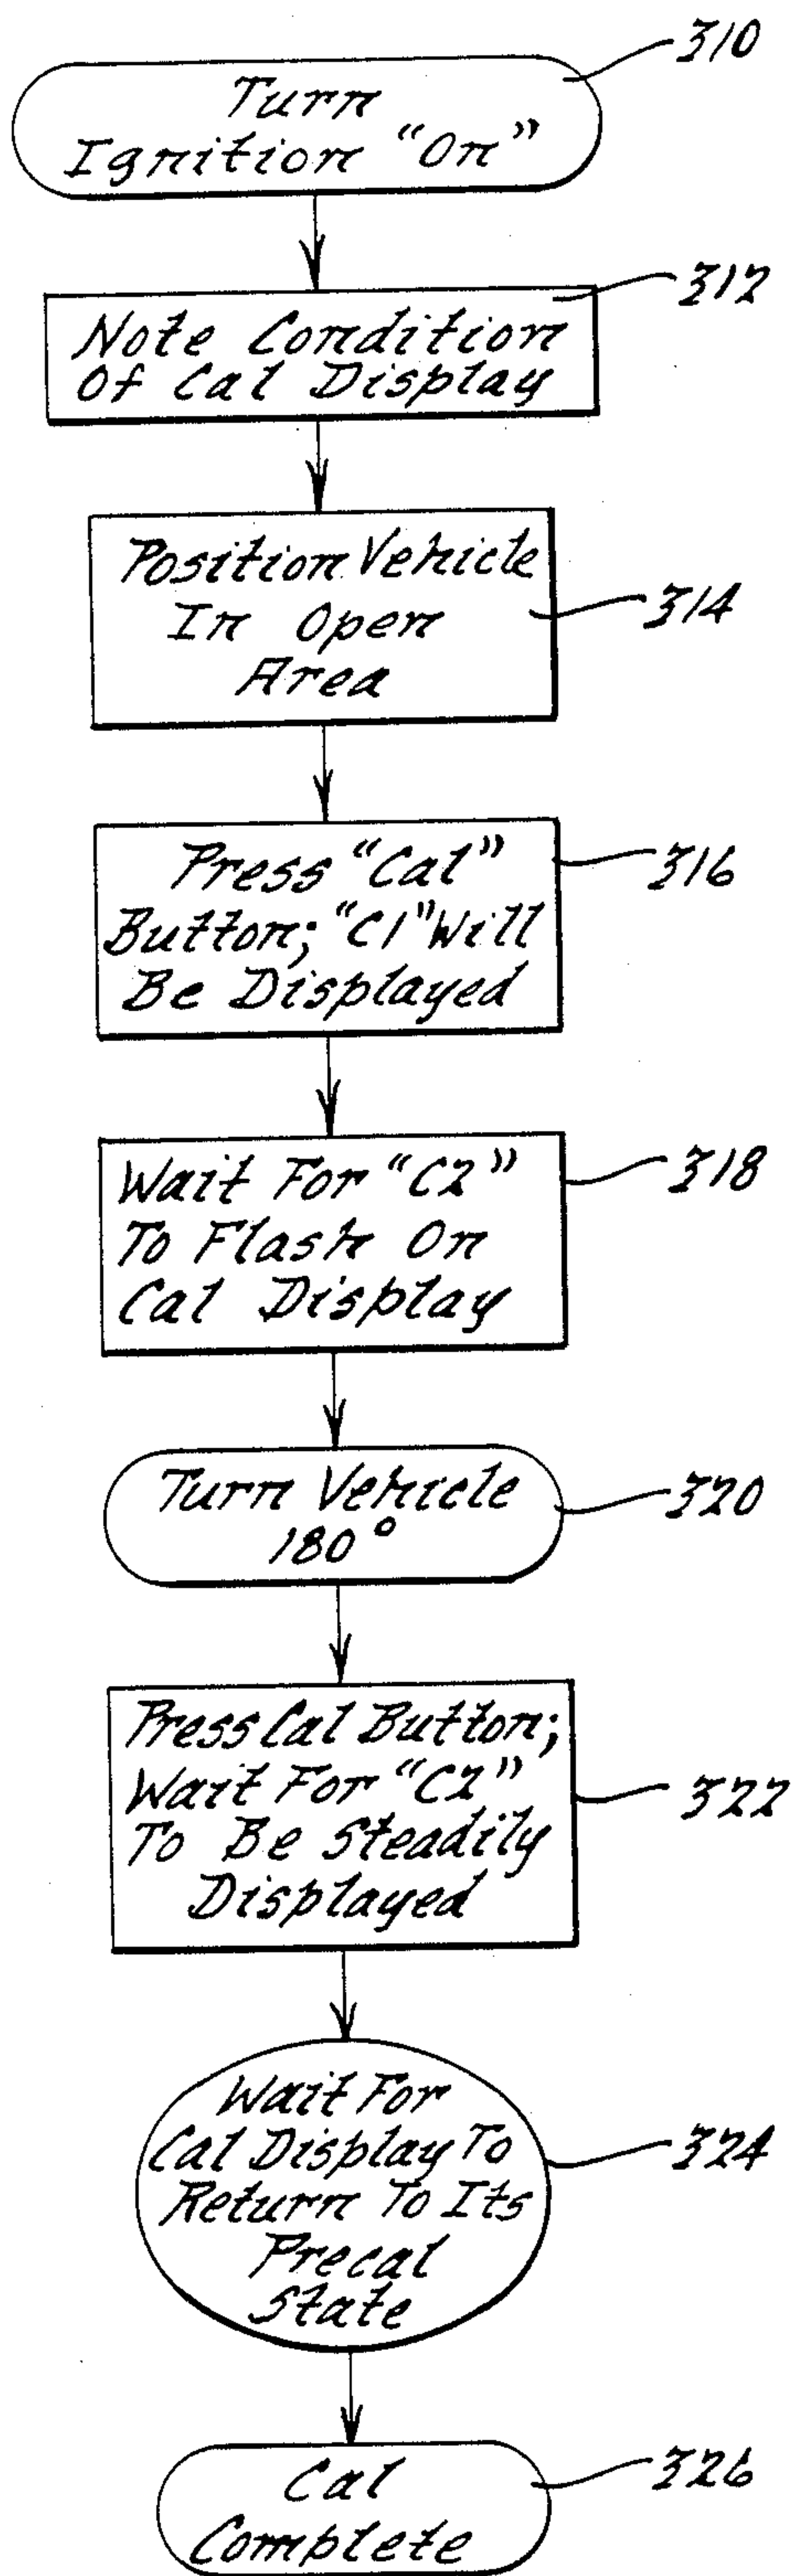 310
Turn
Ignition "On"
312
Note Condition
Of Cal Display
Position Vehicle
In Open
Area
314
Press "Cal"
Button; "C1" Will
Be Displayed
316
Wait For "C2"
To Flash On
Cal Display
318
Turn Vehicle
180°
320
Press Cal Button;
Wait For "C2"
To Be Steadily
Displayed
322
Wait For
Cal Display To
Return To Its
Precal
State
324
Cal
Complete
326